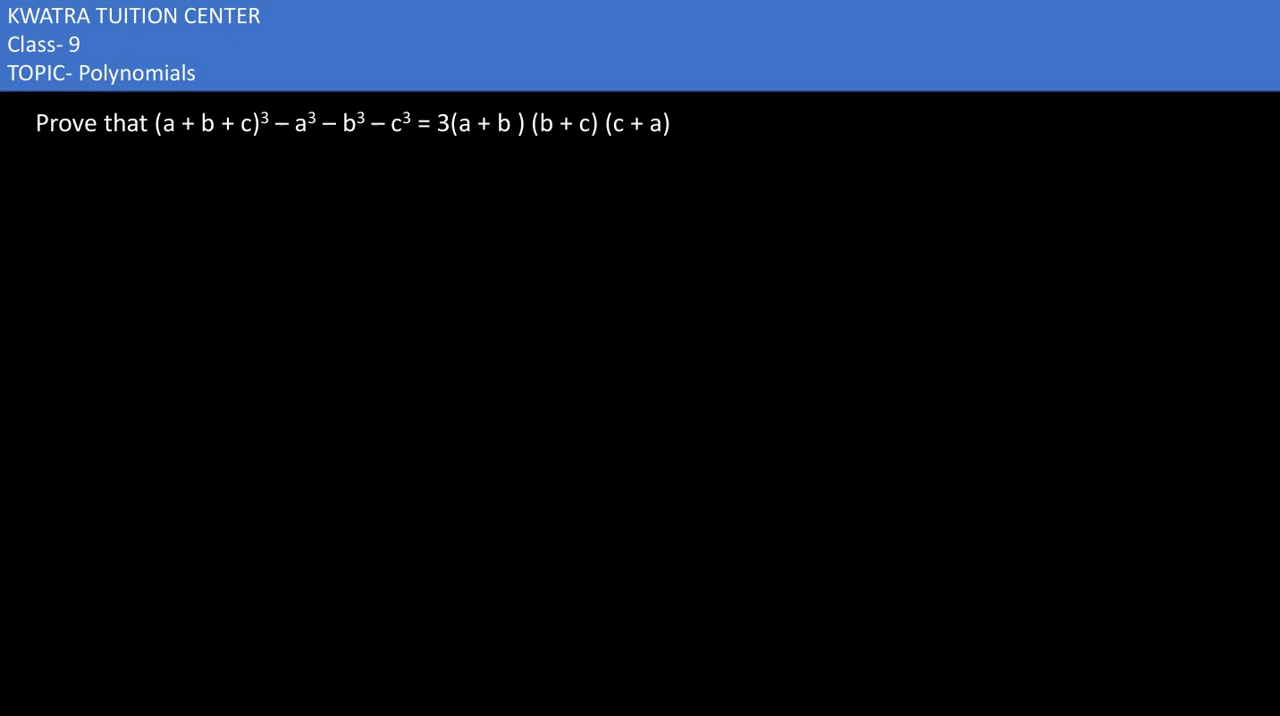 KWATRA TUITION CENTER
Class- 9
TOPIC- Polynomials
Prove that (a + b + c)³ – a³ – b³ – c³ = 3(a + b ) (b + c) (c + a)